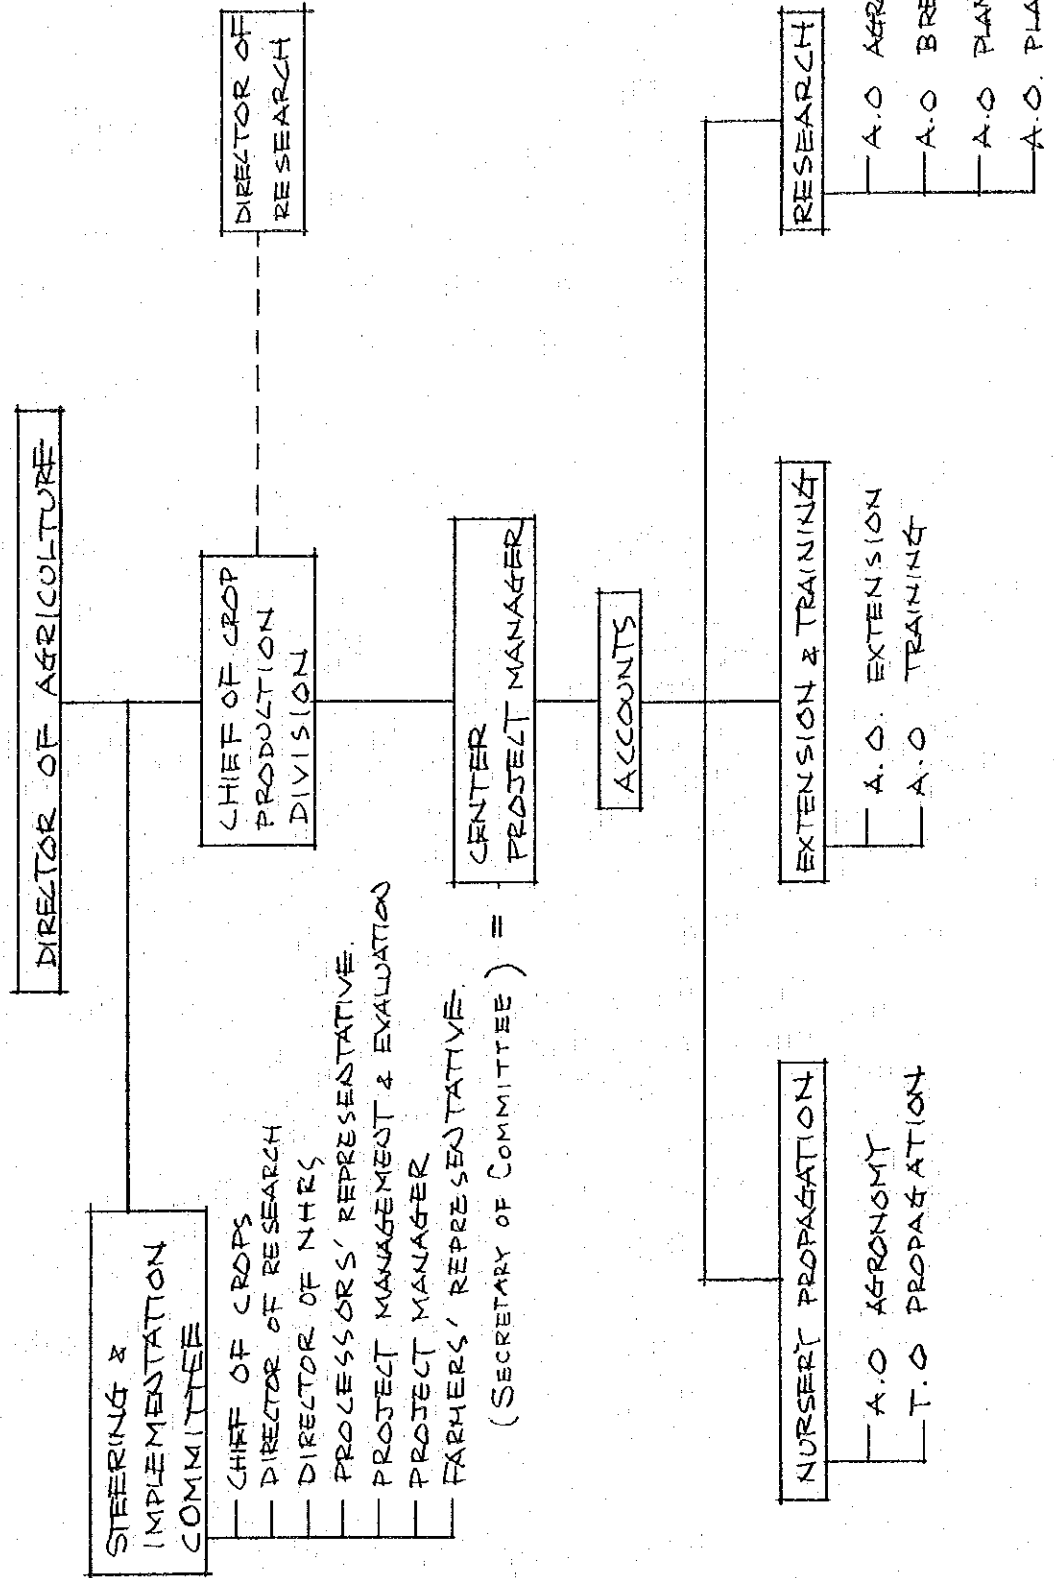 DIRECTOR OF AGRICULTURE
STEERING &
IMPLEMENTATION
COMMITTEE
CHIEF OF CROPS
DIRECTOR OF RESEARCH
DIRECTOR OF NHRS
PROCESSORS' REPRESENTATIVE.
PROJECT MANAGEMENT & EVALUATION
PROJECT MANAGER
FARMERS' REPRESENTATIVE.
(SECRETARY OF COMMITTEE) =
CHIEF OF CROP
PRODUCTION
DIVISION
DIRECTOR OF
RESEARCH
CENTER
PROJECT MANAGER
ACCOUNTS
NURSERY PROPAGATION
A.O AGRONOMY
T.O PROPAGATION
EXTENSION & TRAINING
A.O. EXTENSION
A.O TRAINING
RESEARCH
A.O
A.O
A.O
A.O.